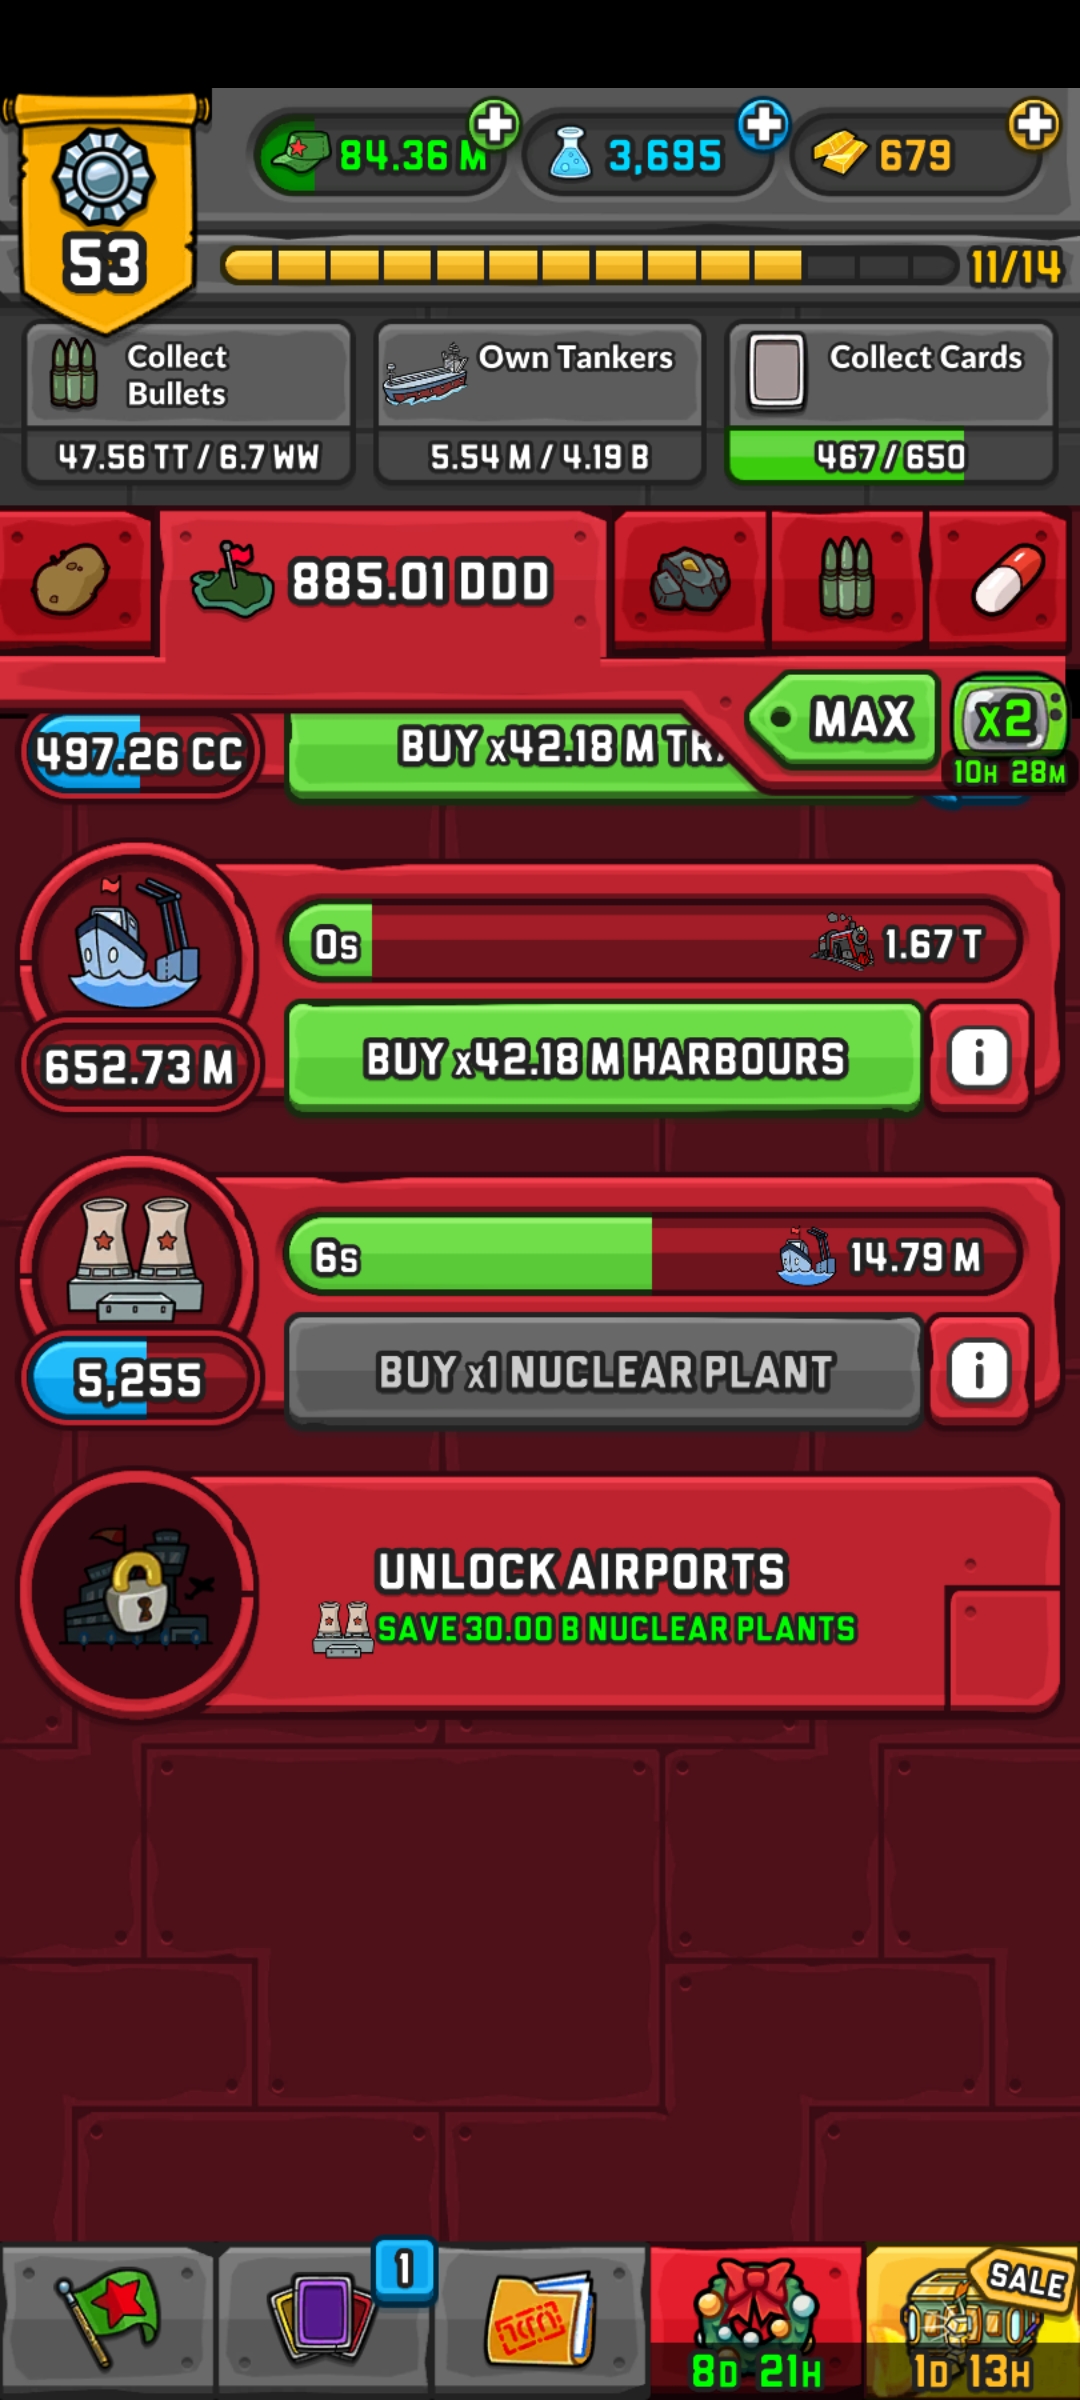 84.36 M
3,695
679
53
11/14
Collect
Bullets
47.56 TT / 6.7 WW
Own Tankers
5.54 M / 4.19 B
Collect Cards
467 / 650
885.01 DDD
MAX
x2
10H 28M
497.26 CC
BUY x42.18 M TR
0s
1.67 T
652.73 M
BUY x42.18 M HARBOURS
i
6s
14.79 M
5,255
BUY x1 NUCLEAR PLANT
i
UNLOCK AIRPORTS
SAVE 30.00 B NUCLEAR PLANTS
1
SALE
8D 21H
1D 13H